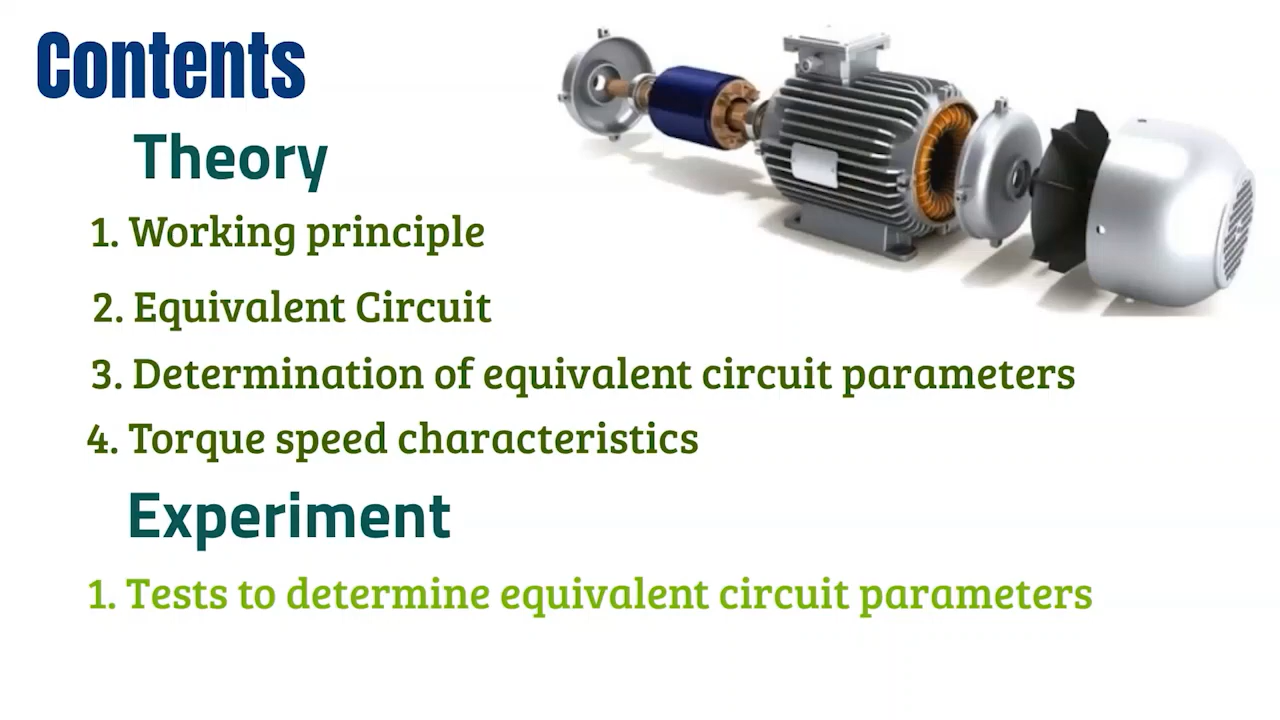 Contents
Theory
1. Working principle
2. Equivalent Circuit
3. Determination of equivalent circuit parameters
4. Torque speed characteristics
Experiment
1. Tests to determine equivalent circuit parameters